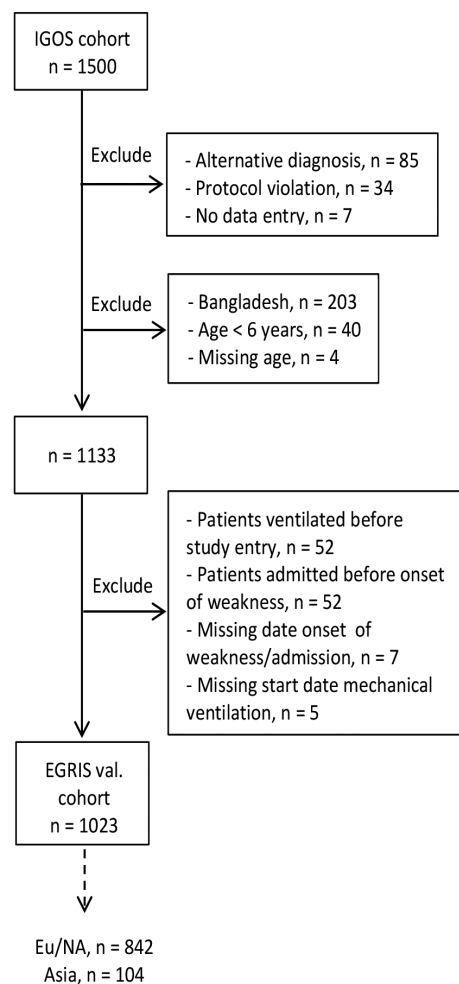 IGOS cohort
n = 1500
Exclude
- Alternative diagnosis, n = 85
- Protocol violation, n = 34
- No data entry, n = 7
Exclude
- Bangladesh, n = 203
- Age < 6 years, n = 40
- Missing age, n = 4
n = 1133
Exclude
- Patients ventilated before
study entry, n = 52
- Patients admitted before onset
of weakness, n = 52
- Missing date onset of
weakness/admission, n = 7
- Missing start date mechanical
ventilation, n = 5
EGRIS val.
cohort
n = 1023
Eu/NA, n = 842
Asia, n = 104